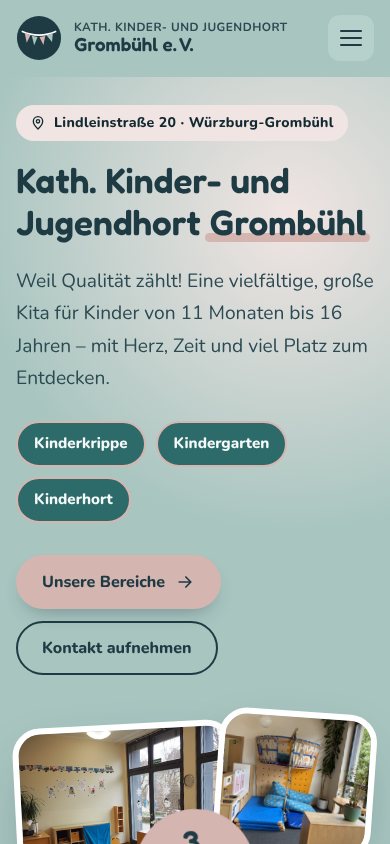 KATH. KINDER- UND JUGENDHORT
Grombühl e. V.
Lindleinstraße 20 · Würzburg-Grombühl
Kath. Kinder- und
Jugendhort Grombühl
Weil Qualität zählt! Eine vielfältige, große
Kita für Kinder von 11 Monaten bis 16
Jahren – mit Herz, Zeit und viel Platz zum
Entdecken.
Kinderkrippe
Kindergarten
Kinderhort
Unsere Bereiche →
Kontakt aufnehmen
3